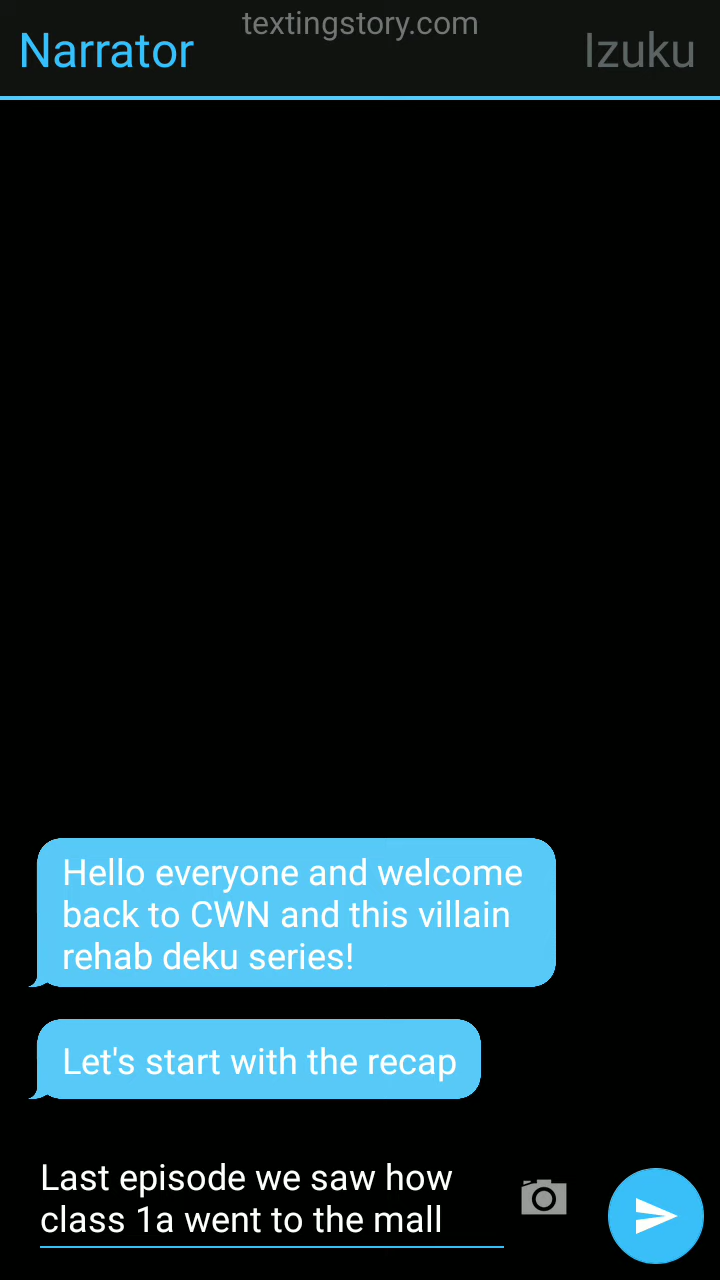 textingstory.com
Narrator
Izuku
Hello everyone and welcome
back to CWN and this villain
rehab deku series!
Let's start with the recap
Last episode we saw how
class 1a went to the mall